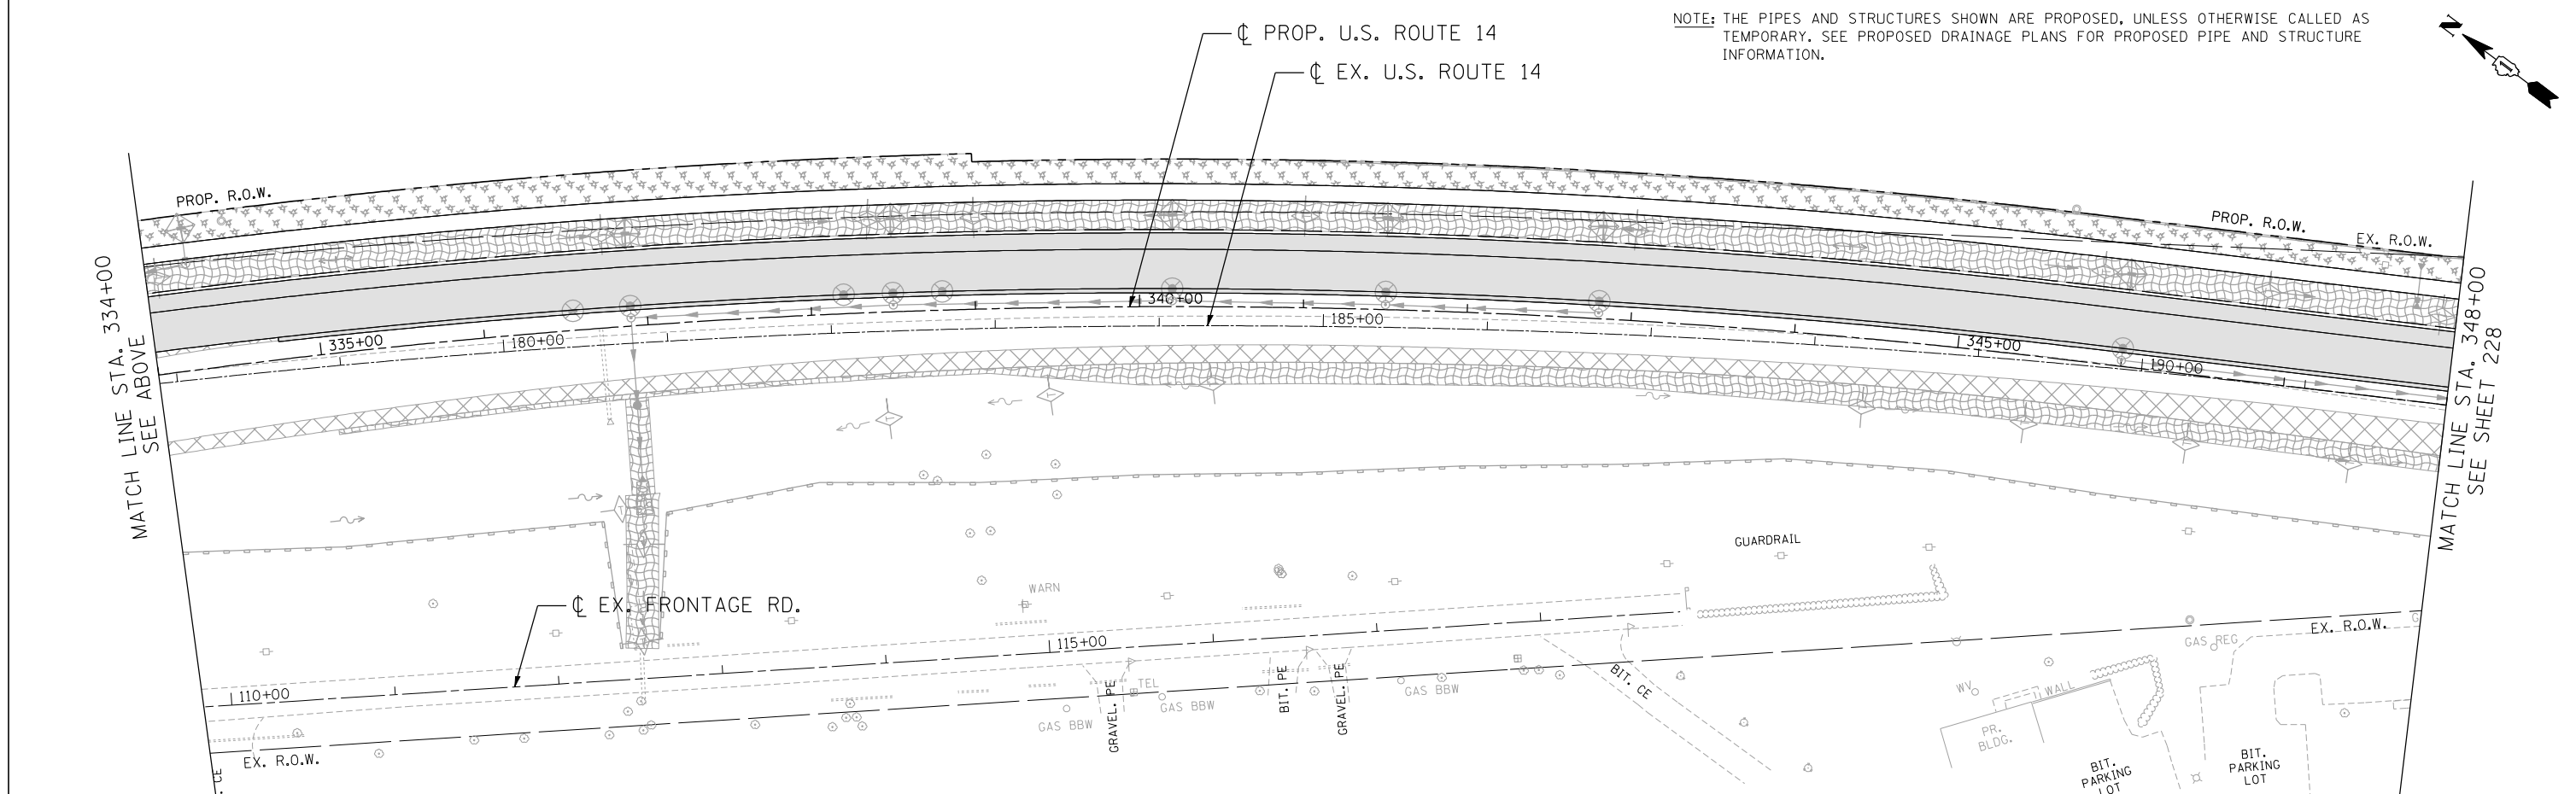 ℄ PROP. U.S. ROUTE 14
℄ EX. U.S. ROUTE 14
NOTE: THE PIPES AND STRUCTURES SHOWN ARE PROPOSED, UNLESS OTHERWISE CALLED AS
TEMPORARY. SEE PROPOSED DRAINAGE PLANS FOR PROPOSED PIPE AND STRUCTURE
INFORMATION.
N
PROP. R.O.W.
PROP. R.O.W.
EX. R.O.W.
MATCH LINE STA. 334+00
SEE ABOVE
335+00
180+00
340+00
185+00
345+00
190+00
MATCH LINE STA. 348+00
SEE SHEET 228
GUARDRAIL
WARN
℄ EX. FRONTAGE RD.
110+00
115+00
EX. R.O.W.
EX. R.O.W.
GAS BBW
GRAVEL. PE
TEL
GAS BBW
BIT. PE
GRAVEL. PE
GAS BBW
BIT. CE
GAS REG
G
WV
WALL
PR.
BLDG.
BIT.
PARKING
LOT
BIT.
PARKING
LOT
CE